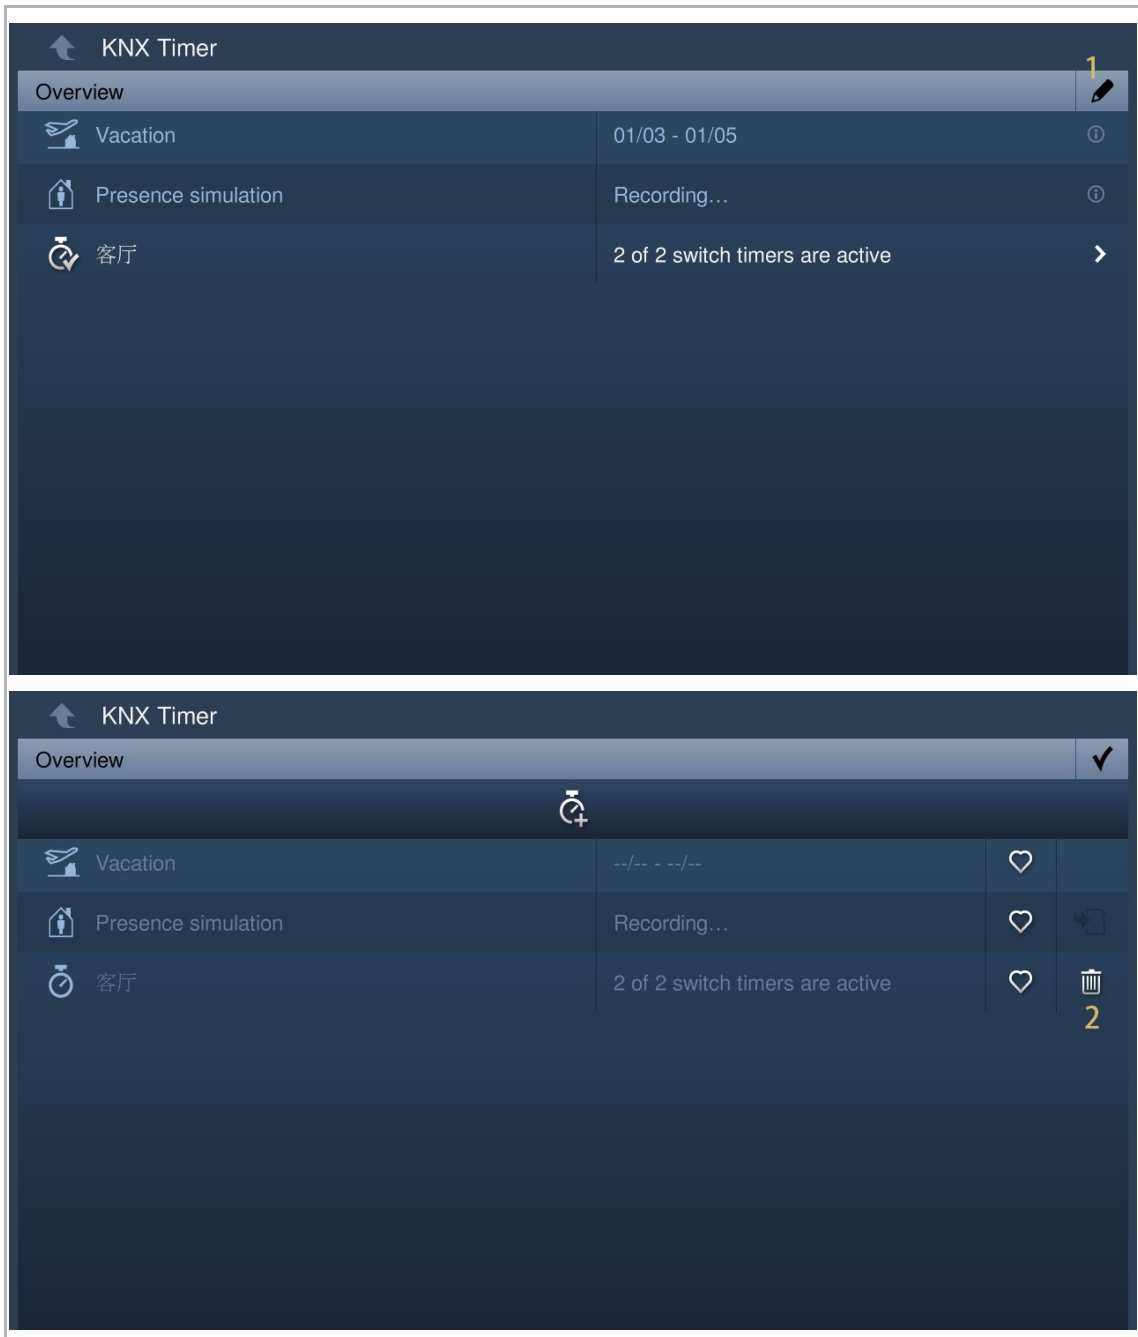 KNX Timer
1
Overview
Vacation 01/03 - 01/05
Presence simulation Recording...
客厅 2 of 2 switch timers are active
KNX Timer
Overview
Vacation --/-- - --/--
Presence simulation Recording...
客厅 2 of 2 switch timers are active
2